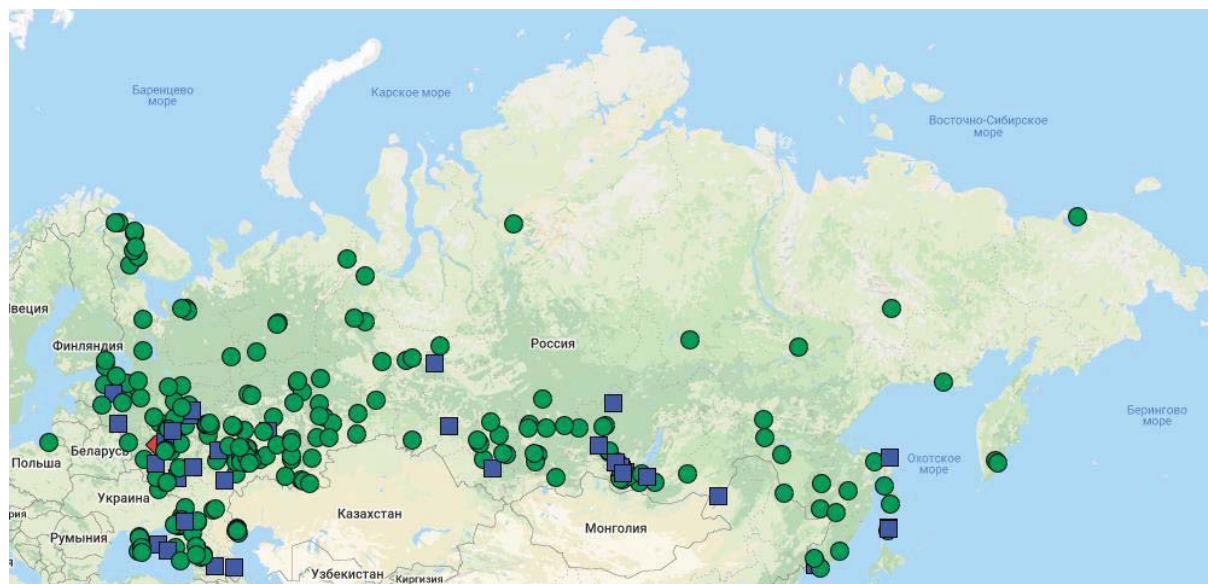 Баренцево
море
Карское море
Восточно-Сибирское
море
Швеция
Финляндия
Россия
Берингово
море
Беларусь
Польша
Охотское
море
Украина
Казахстан
Монголия
Румыния
Узбекистан
Киргизия